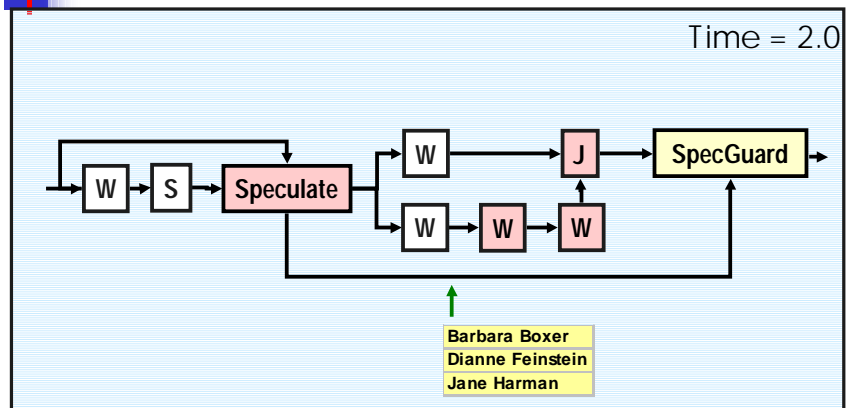 Time = 2.0
W
J
SpecGuard
W
S
Speculate
W
W
W
Barbara Boxer
Dianne Feinstein
Jane Harman